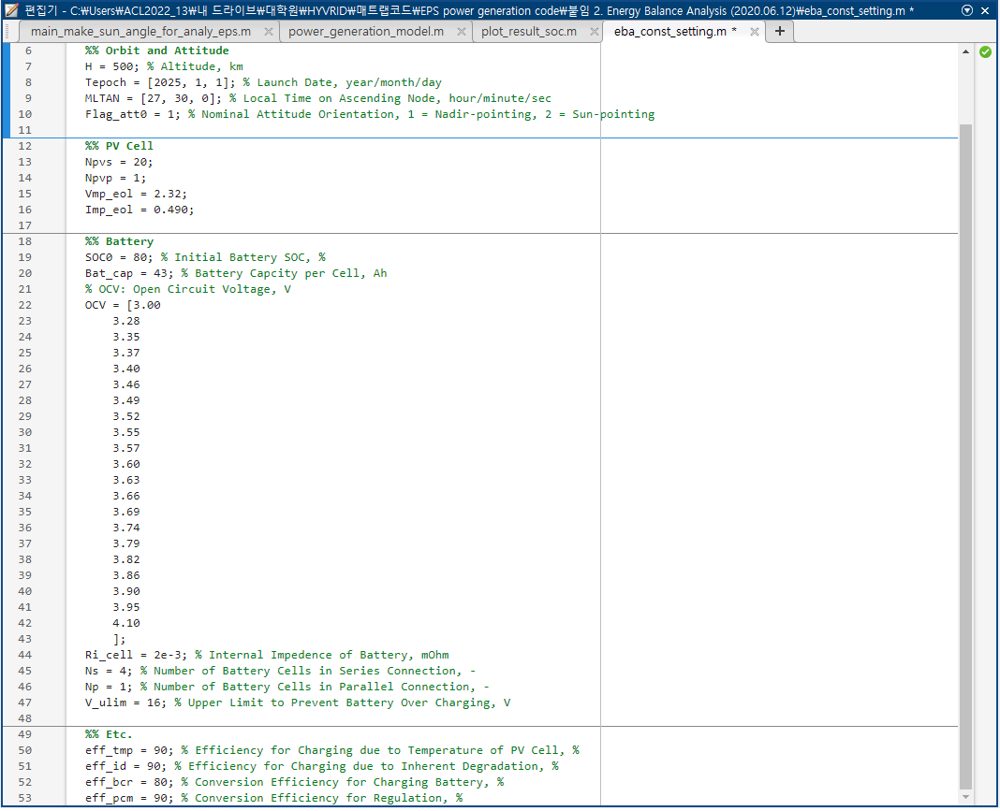 편집기 - C:₩Users₩ACL2022_13₩내 드라이브₩대학원₩HYVRID₩매트랩코드₩EPS power generation code₩붙임 2. Energy Balance Analysis (2020.06.12)₩eba_const_setting.m *
main_make_sun_angle_for_analy_eps.m × power_generation_model.m × plot_result_soc.m × eba_const_setting.m * × +
6 %% Orbit and Attitude
7 H = 500; % Altitude, km
8 Tepoch = [2025, 1, 1]; % Launch Date, year/month/day
9 MLTAN = [27, 30, 0]; % Local Time on Ascending Node, hour/minute/sec
10 Flag_att0 = 1; % Nominal Attitude Orientation, 1 = Nadir-pointing, 2 = Sun-pointing
11
12 %% PV Cell
13 Npvs = 20;
14 Npvp = 1;
15 Vmp_eol = 2.32;
16 Imp_eol = 0.490;
17
18 %% Battery
19 SOC0 = 80; % Initial Battery SOC, %
20 Bat_cap = 43; % Battery Capcity per Cell, Ah
21 % OCV: Open Circuit Voltage, V
22 OCV = [3.00
23 3.28
24 3.35
25 3.37
26 3.40
27 3.46
28 3.49
29 3.52
30 3.55
31 3.57
32 3.60
33 3.63
34 3.66
35 3.69
36 3.74
37 3.79
38 3.82
39 3.86
40 3.90
41 3.95
42 4.10
43 ];
44 Ri_cell = 2e-3; % Internal Impedence of Battery, mOhm
45 Ns = 4; % Number of Battery Cells in Series Connection, -
46 Np = 1; % Number of Battery Cells in Parallel Connection, -
47 V_ulim = 16; % Upper Limit to Prevent Battery Over Charging, V
48
49 %% Etc.
50 eff_tmp = 90; % Efficiency for Charging due to Temperature of PV Cell, %
51 eff_id = 90; % Efficiency for Charging due to Inherent Degradation, %
52 eff_bcr = 80; % Conversion Efficiency for Charging Battery, %
53 eff_pcm = 90; % Conversion Efficiency for Regulation, %